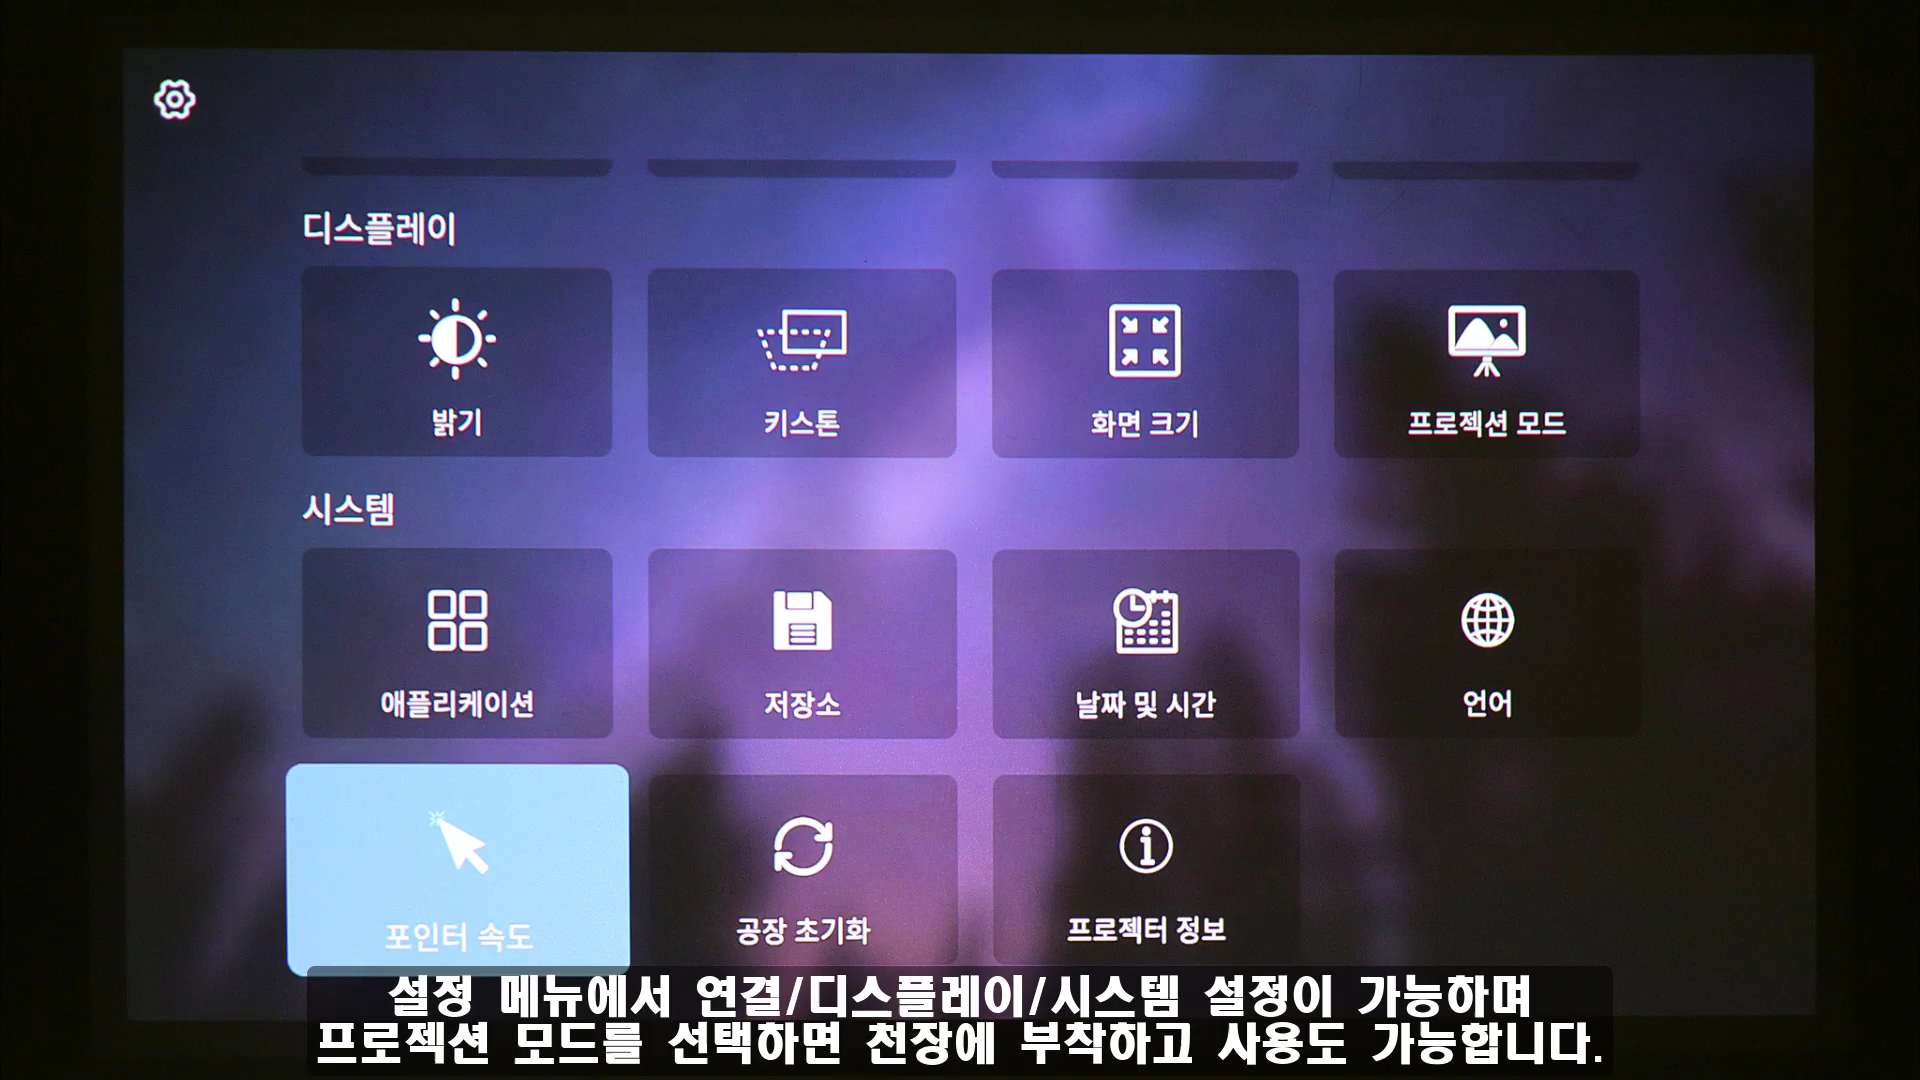 디스플레이
밝기
키스톤
화면 크기
프로젝션 모드
시스템
애플리케이션
저장소
날짜 및 시간
언어
포인터 속도
공장 초기화
프로젝터 정보
설정 메뉴에서 연결/디스플레이/시스템 설정이 가능하며
프로젝션 모드를 선택하면 천장에 부착하고 사용도 가능합니다.